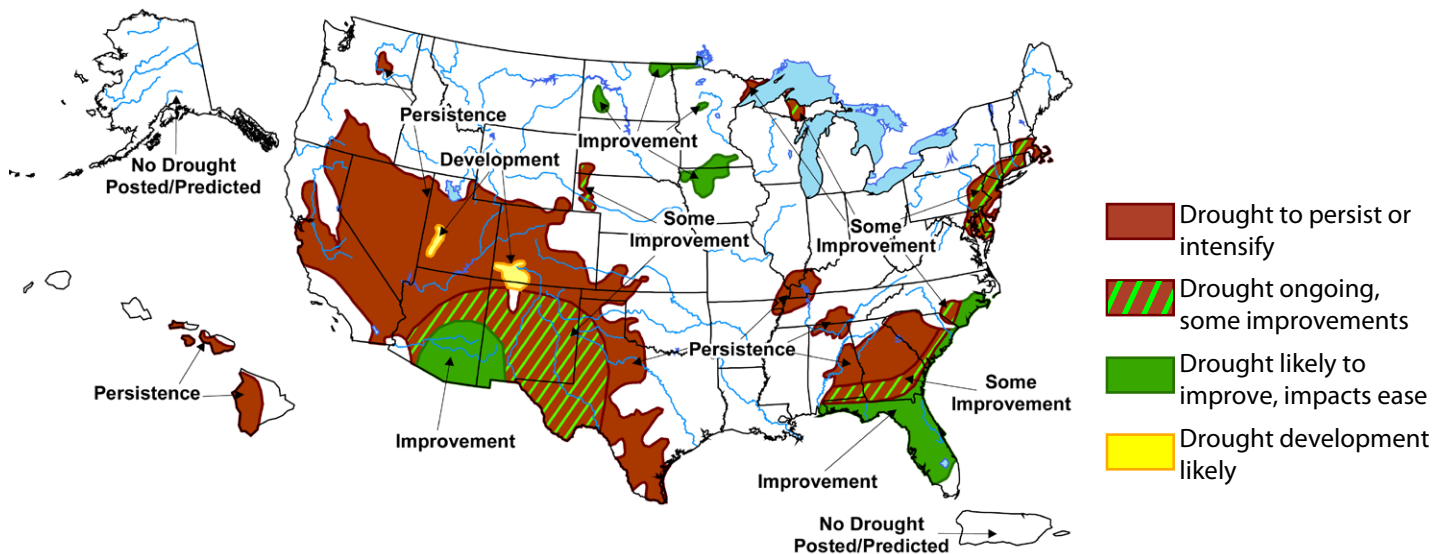 No Drought
Posted/Predicted
Persistence
Development
Improvement
Some
Improvement
Some
Improvement
Persistence
Persistence
Some
Improvement
Improvement
Improvement
No Drought
Posted/Predicted
Drought to persist or
intensify
Drought ongoing,
some improvements
Drought likely to
improve, impacts ease
Drought development
likely